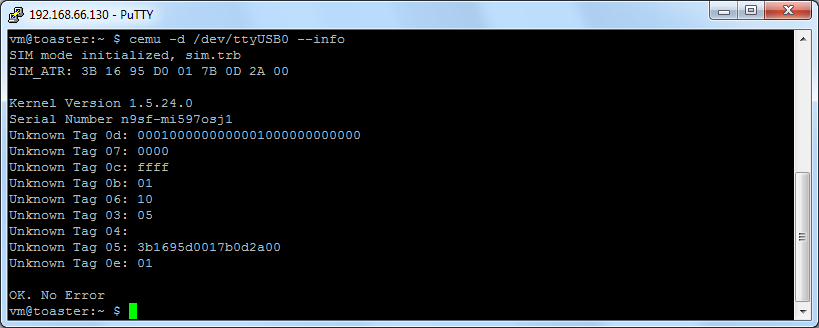 192.168.66.130 - PuTTY
vm@toaster:~ $ cemu -d /dev/ttyUSB0 --info
SIM mode initialized, sim.trb
SIM_ATR: 3B 16 95 D0 01 7B 0D 2A 00
Kernel Version 1.5.24.0
Serial Number n9sf-mi597osj1
Unknown Tag 0d: 0001000000000001000000000000
Unknown Tag 07: 0000
Unknown Tag 0c: ffff
Unknown Tag 0b: 01
Unknown Tag 06: 10
Unknown Tag 03: 05
Unknown Tag 04:
Unknown Tag 05: 3b1695d0017b0d2a00
Unknown Tag 0e: 01
OK. No Error
vm@toaster:~ $